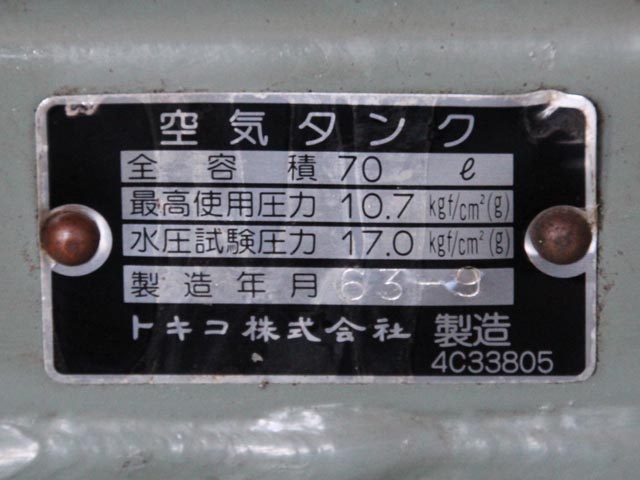 空気タンク
全容積 70 ℓ
最高使用圧力 10.7 kgf/cm²(g)
水圧試験圧力 17.0 kgf/cm²(g)
製造年月 63-9
トキコ株式会社 製造
4C33805